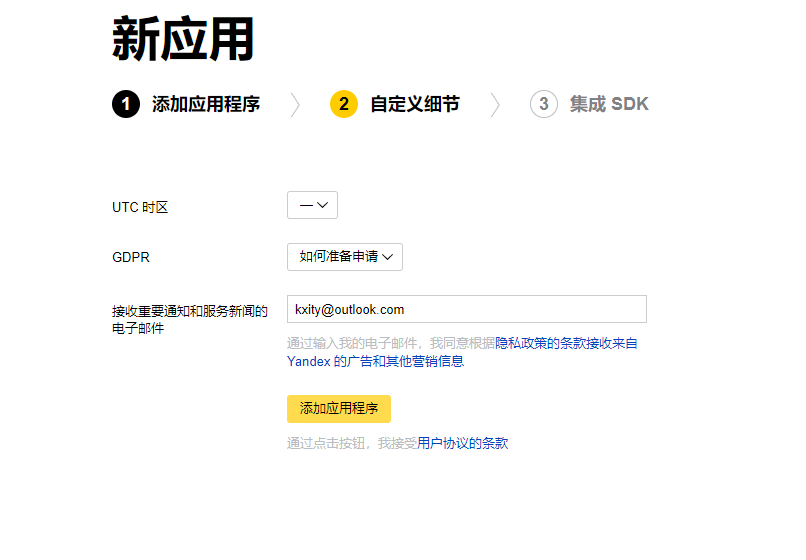 新应用
1 添加应用程序 2 自定义细节 3 集成 SDK
UTC 时区 —
GDPR 如何准备申请
接收重要通知和服务新闻的
电子邮件
kxity@outlook.com
通过输入我的电子邮件，我同意根据隐私政策的条款接收来自
Yandex 的广告和其他营销信息
添加应用程序
通过点击按钮，我接受用户协议的条款